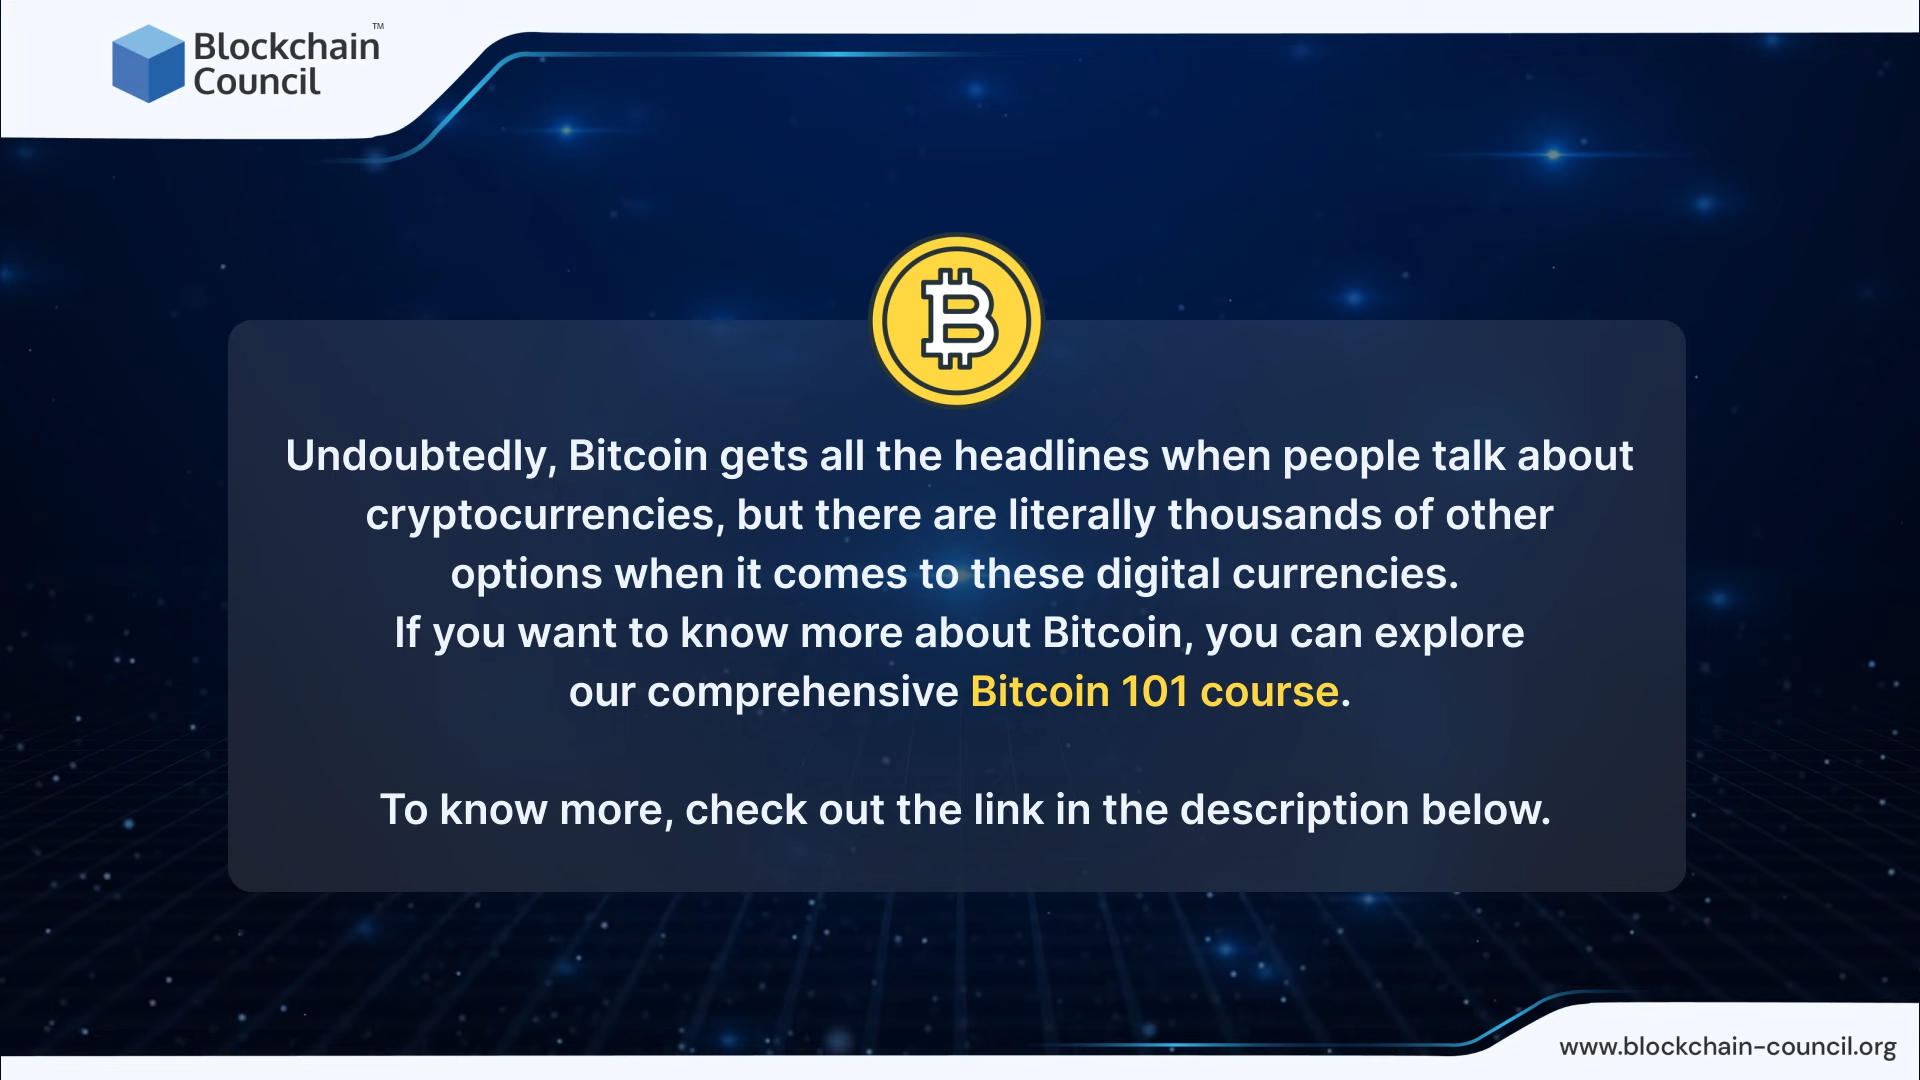 Blockchain™
Council
Undoubtedly, Bitcoin gets all the headlines when people talk about
cryptocurrencies, but there are literally thousands of other
options when it comes to these digital currencies.
If you want to know more about Bitcoin, you can explore
our comprehensive Bitcoin 101 course.
To know more, check out the link in the description below.
www.blockchain-council.org